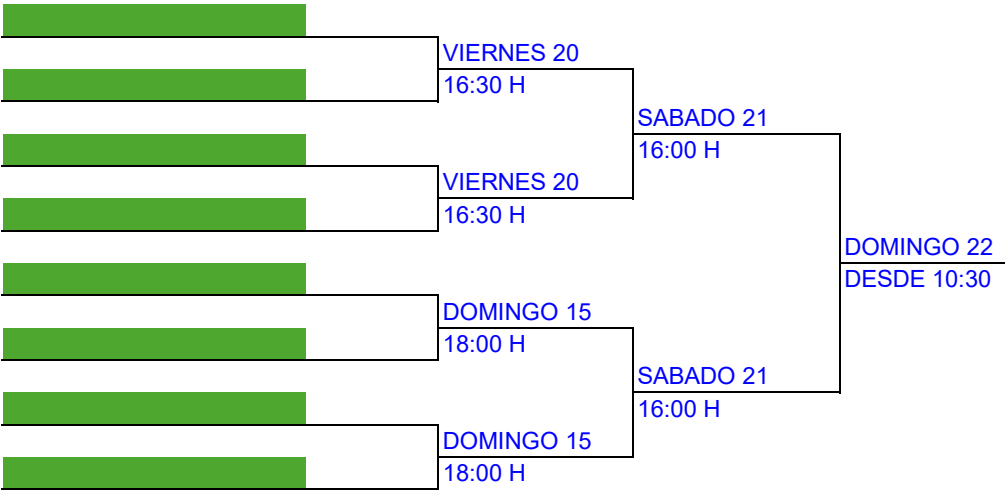 VIERNES 20
16:30 H
SABADO 21
16:00 H
VIERNES 20
16:30 H
DOMINGO 22
DESDE 10:30
DOMINGO 15
18:00 H
SABADO 21
16:00 H
DOMINGO 15
18:00 H